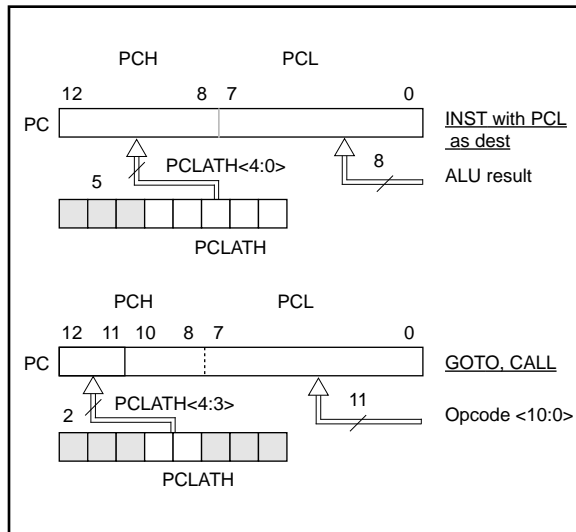 PCH PCL
12 8 7 0
PC
INST with PCL
as dest
PCLATH<4:0>
5
8
ALU result
PCLATH
PCH PCL
12 11 10 8 7 0
PC
GOTO, CALL
PCLATH<4:3>
2
11
Opcode <10:0>
PCLATH